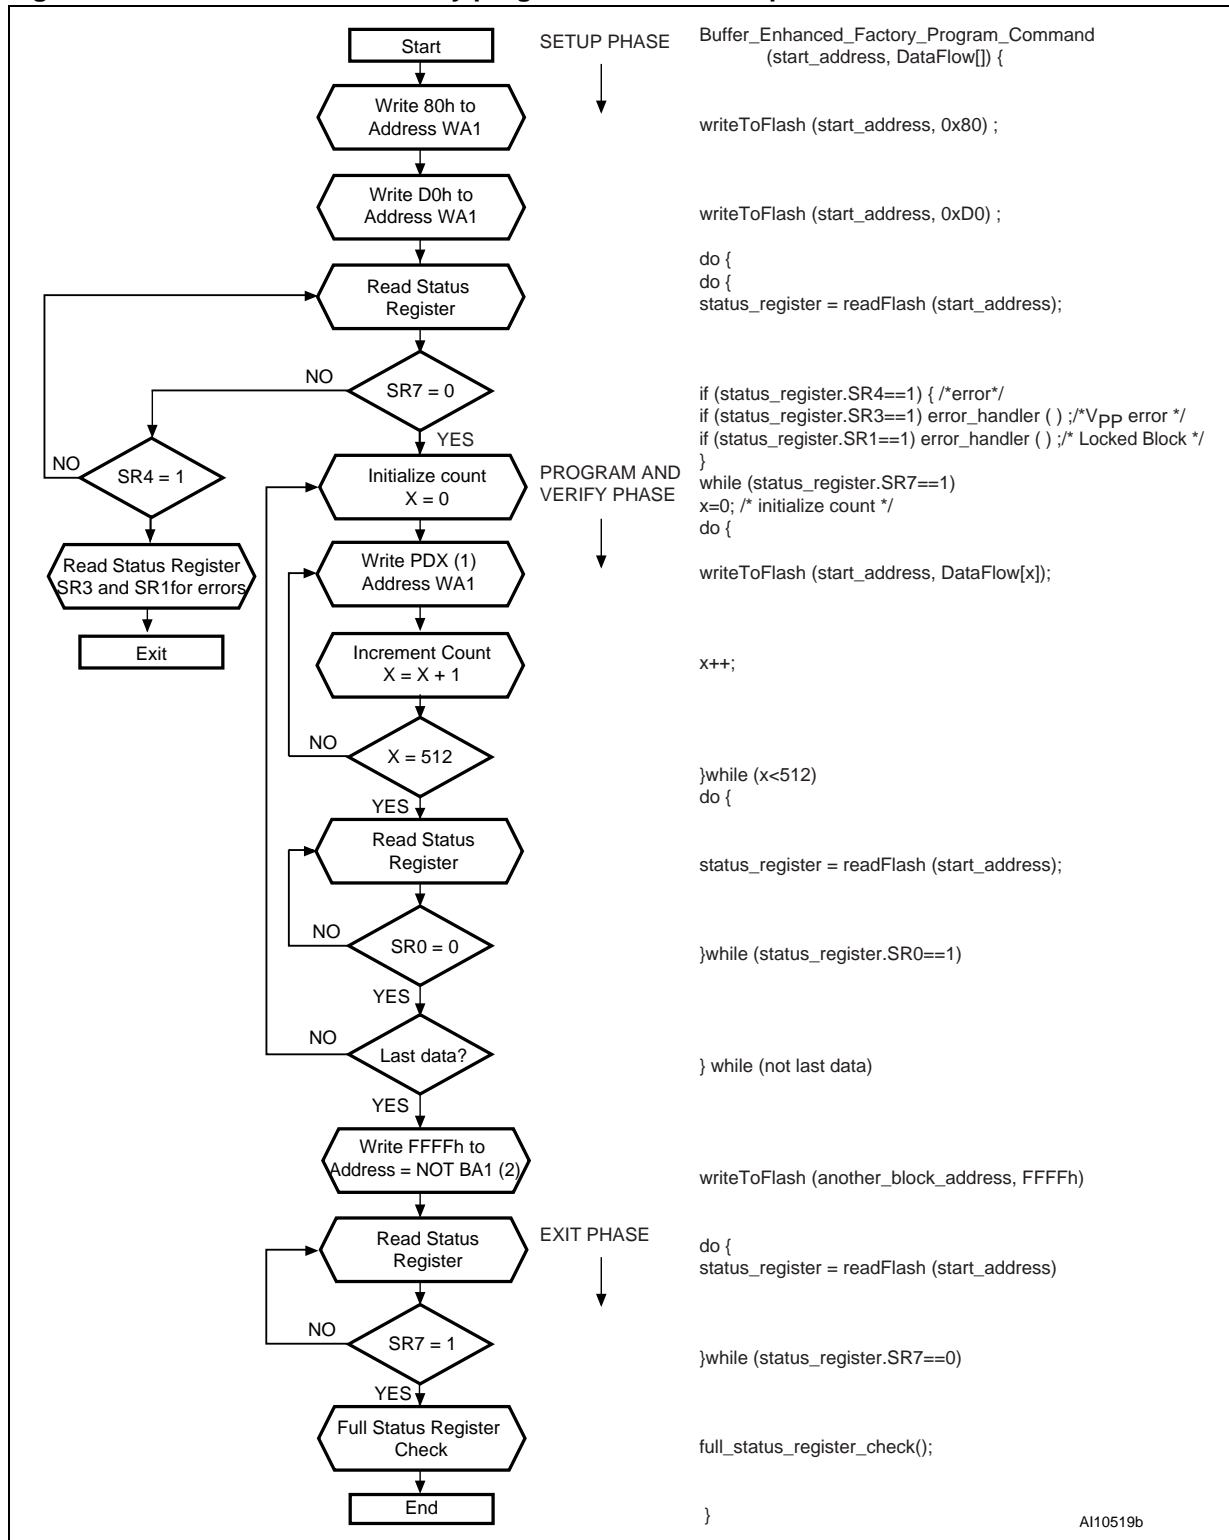 Start
Write 80h to
Address WA1
Write D0h to
Address WA1
Read Status
Register
NO
SR7 = 0
YES
NO
SR4 = 1
Read Status Register
SR3 and SR1for errors
Exit
Initialize count
X = 0
Write PDX (1)
Address WA1
Increment Count
X = X + 1
NO
X = 512
YES
Read Status
Register
NO
SR0 = 0
YES
NO
Last data?
YES
Write FFFFh to
Address = NOT BA1 (2)
Read Status
Register
NO
SR7 = 1
YES
Full Status Register
Check
End
SETUP PHASE
PROGRAM AND
VERIFY PHASE
EXIT PHASE
Buffer_Enhanced_Factory_Program_Command
(start_address, DataFlow[]) {
writeToFlash (start_address, 0x80) ;
writeToFlash (start_address, 0xD0) ;
do {
do {
status_register = readFlash (start_address);
if (status_register.SR4==1) { /*error*/
if (status_register.SR3==1) error_handler ( ) ;/*VPP error */
if (status_register.SR1==1) error_handler ( ) ;/* Locked Block */
}
while (status_register.SR7==1)
x=0; /* initialize count */
do {
writeToFlash (start_address, DataFlow[x]);
x++;
}while (x<512)
do {
status_register = readFlash (start_address);
}while (status_register.SR0==1)
} while (not last data)
writeToFlash (another_block_address, FFFFh)
do {
status_register = readFlash (start_address)
}while (status_register.SR7==0)
full_status_register_check();
}
AI10519b